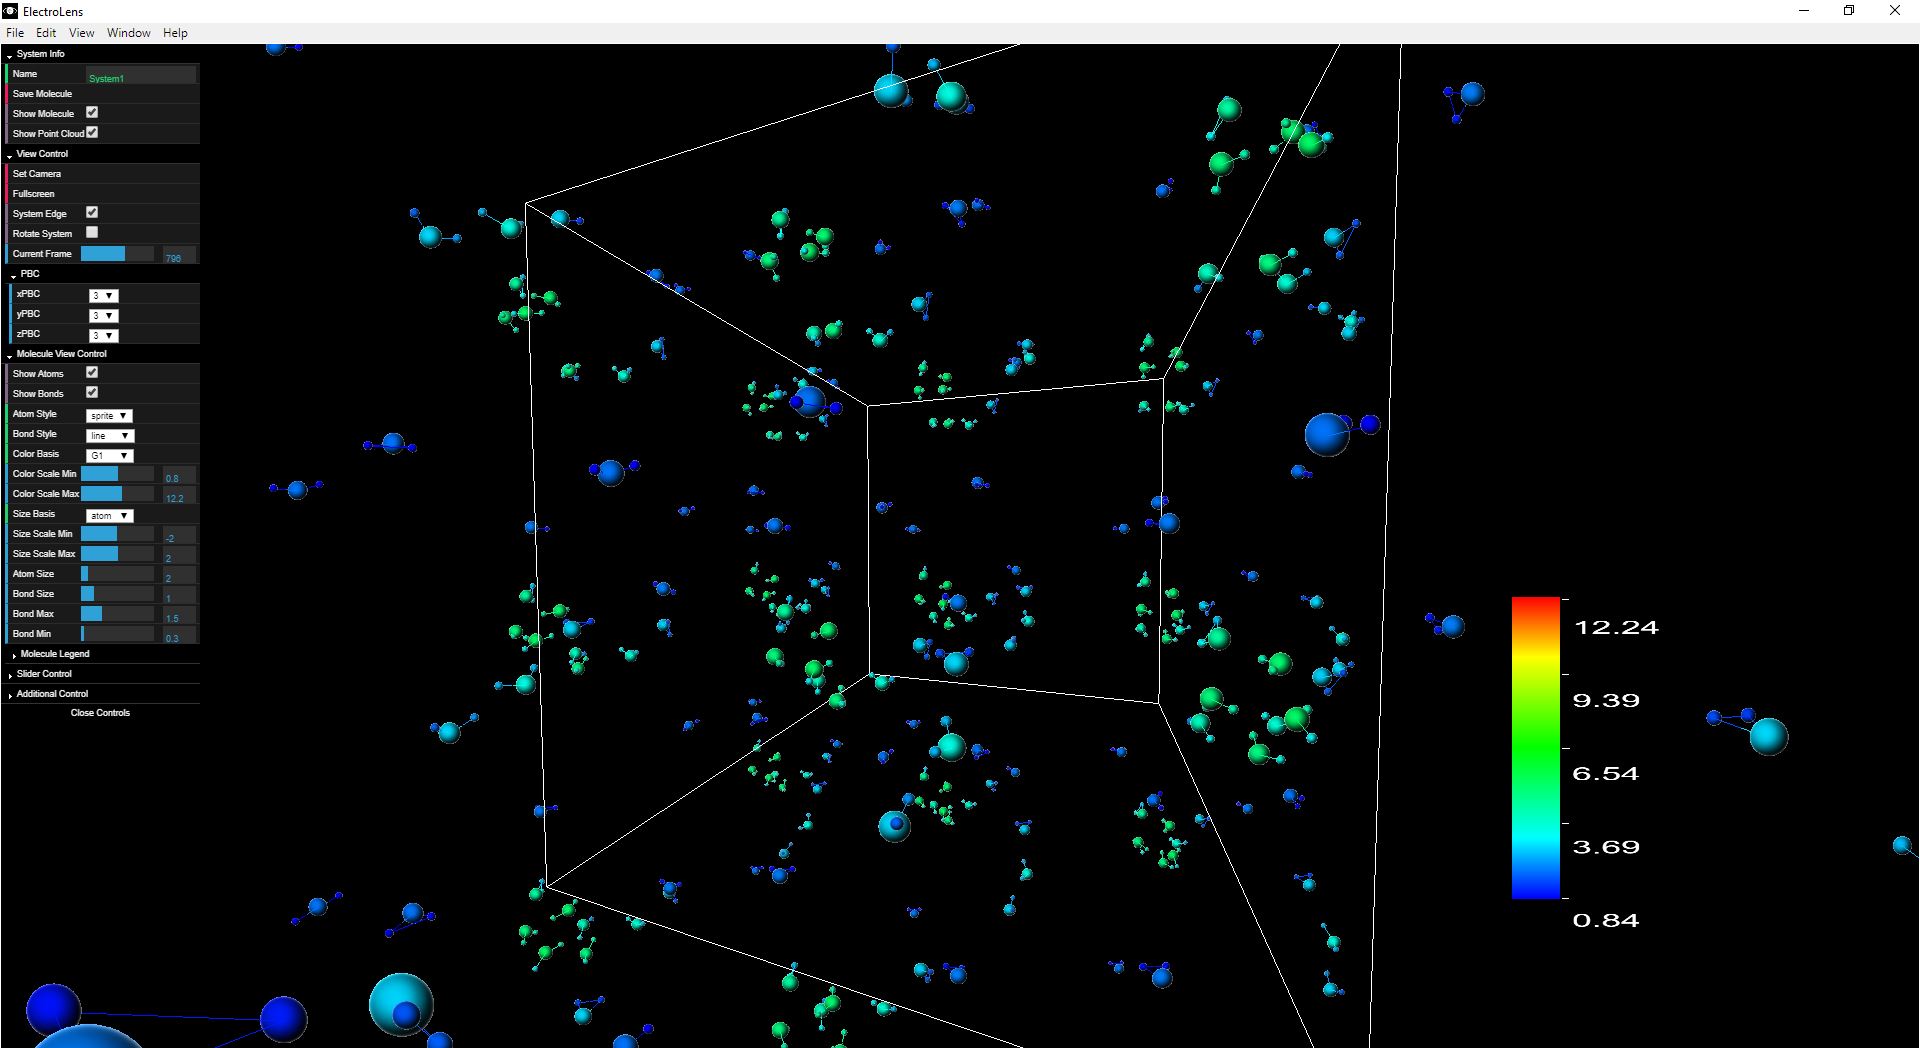 ElectroLens
File Edit View Window Help
System Info
Name System1
Save Molecule
Show Molecule
Show Point Cloud
View Control
Set Camera
Fullscreen
System Edge
Rotate System
Current Frame 796
PBC
xPBC 3
yPBC 3
zPBC 3
Molecule View Control
Show Atoms
Show Bonds
Atom Style sprite
Bond Style line
Color Basis G1
Color Scale Min 0.8
Color Scale Max 12.2
Size Basis atom
Size Scale Min -2
Size Scale Max 2
Atom Size 2
Bond Size 1
Bond Max 1.5
Bond Min 0.3
Molecule Legend
Slider Control
Additional Control
Close Controls
12.24
9.39
6.54
3.69
0.84